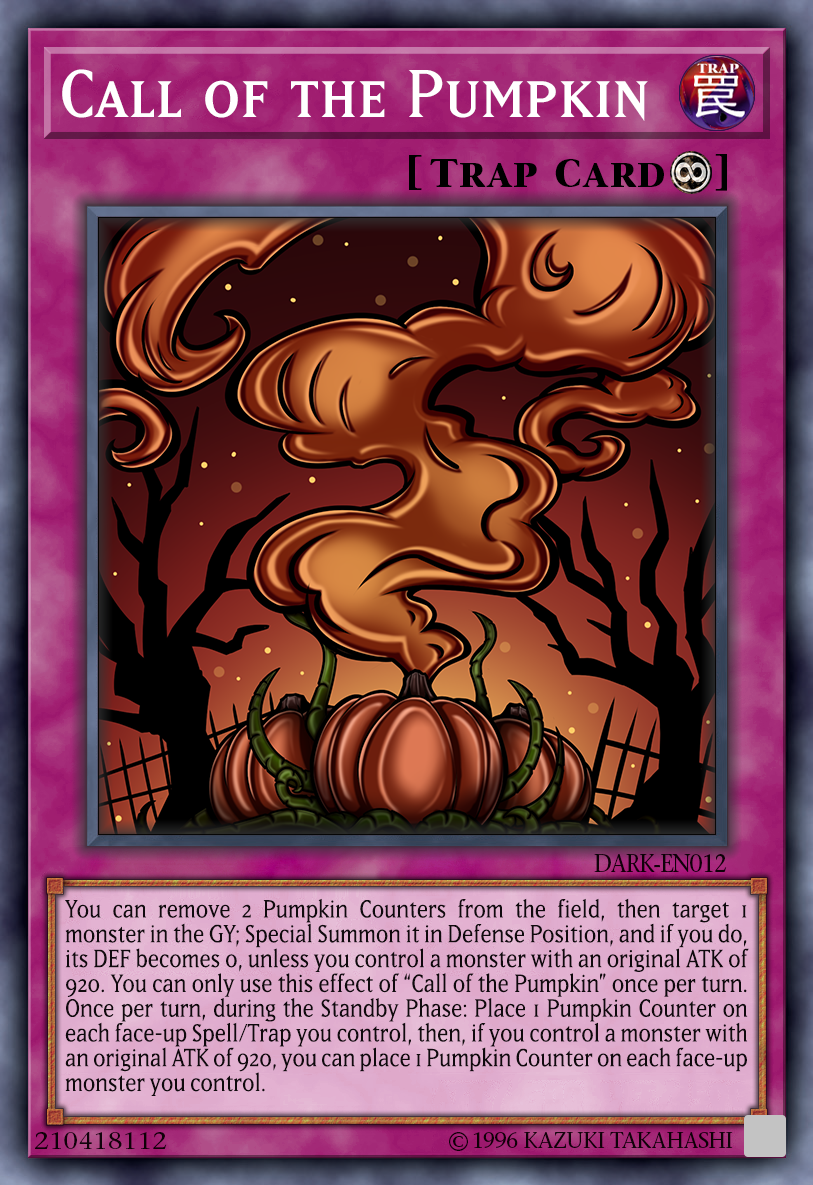 Call of the Pumpkin
TRAP
罠
[Trap Card]
DARK-EN012
You can remove 2 Pumpkin Counters from the field, then target 1
monster in the GY; Special Summon it in Defense Position, and if you do,
its DEF becomes 0, unless you control a monster with an original ATK of
920. You can only use this effect of “Call of the Pumpkin” once per turn.
Once per turn, during the Standby Phase: Place 1 Pumpkin Counter on
each face-up Spell/Trap you control, then, if you control a monster with
an original ATK of 920, you can place 1 Pumpkin Counter on each face-up
monster you control.
210418112
© 1996 KAZUKI TAKAHASHI